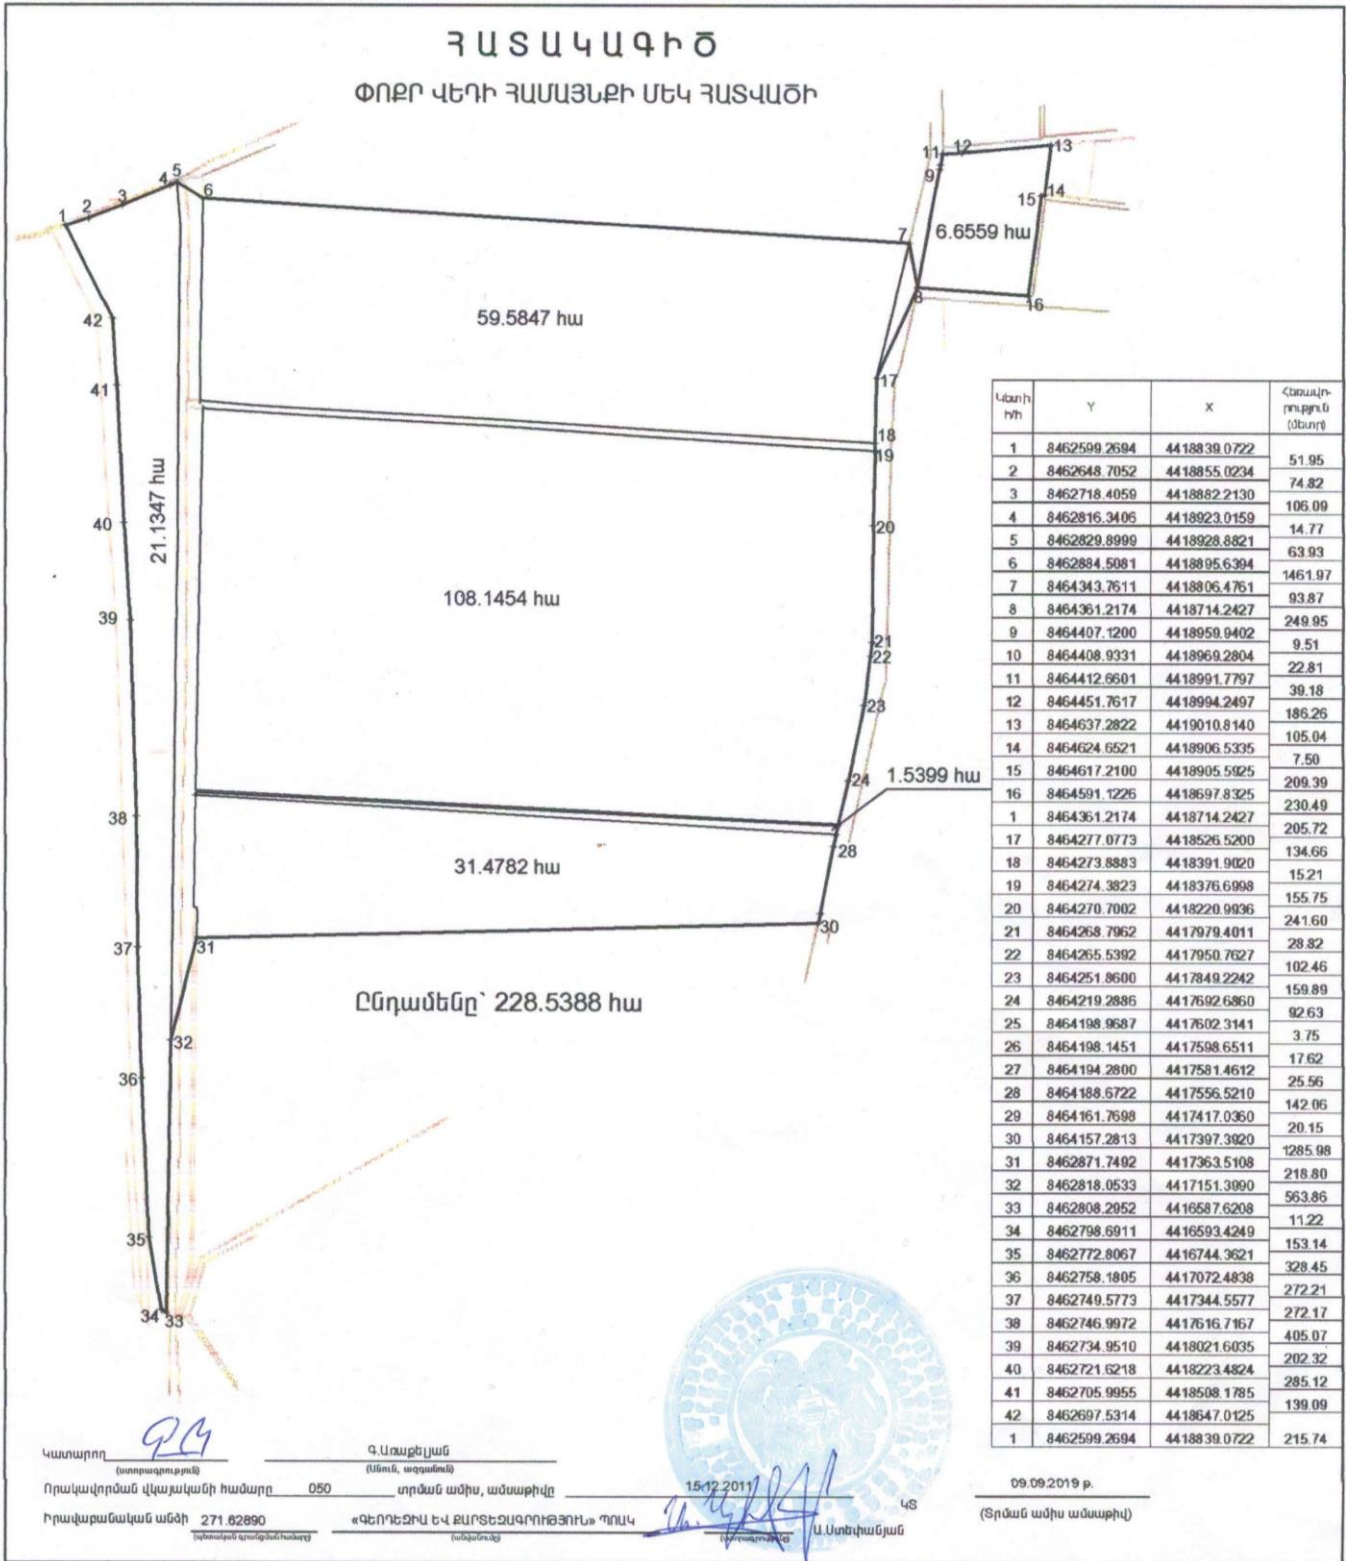 ՀԱՏԱԿԱԳԻԾ
ՓՈՔՐ ՎԵԴԻ ՀԱՄԱՅՆՔԻ ՄԵԿ ՀԱՏՎԱԾԻ
1
2
3
4
5
6
7
8
9
11
12
13
14
15
16
17
18
19
20
21
22
23
24
28
30
31
32
33
34
35
36
37
38
39
40
41
42
6.6559 հա
59.5847 հա
21.1347 հա
108.1454 հա
1.5399 հա
31.4782 հա
Ընդամենը՝ 228.5388 հա
Կետի հ/հ Y X Հեռավորություն (մետր)
1 8462599.2694 4418839.0722
51.95
2 8462648.7052 4418855.0234
74.82
3 8462718.4059 4418882.2130
106.09
4 8462816.3406 4418923.0159
14.77
5 8462829.8999 4418928.8821
63.93
6 8462884.5081 4418895.6394
1461.97
7 8464343.7611 4418806.4761
93.87
8 8464361.2174 4418714.2427
249.95
9 8464407.1200 4418959.9402
9.51
10 8464408.9331 4418969.2804
22.81
11 8464412.6601 4418991.7797
39.18
12 8464451.7617 4418994.2497
186.26
13 8464637.2822 4419010.8140
105.04
14 8464624.6521 4418906.5335
7.50
15 8464617.2100 4418905.5925
209.39
16 8464591.1226 4418697.8325
230.49
1 8464361.2174 4418714.2427
205.72
17 8464277.0773 4418526.5200
134.66
18 8464273.8883 4418391.9020
15.21
19 8464274.3823 4418376.6998
155.75
20 8464270.7002 4418220.9936
241.60
21 8464268.7962 4417979.4011
28.82
22 8464265.5392 4417950.7627
102.46
23 8464251.8600 4417849.2242
159.89
24 8464219.2886 4417692.6860
92.63
25 8464198.9687 4417602.3141
3.75
26 8464198.1451 4417598.6511
17.62
27 8464194.2800 4417581.4612
25.56
28 8464188.6722 4417556.5210
142.06
29 8464161.7698 4417417.0360
20.15
30 8464157.2813 4417397.3920
1285.98
31 8462871.7492 4417363.5108
218.80
32 8462818.0533 4417151.3990
563.86
33 8462808.2952 4416587.6208
11.22
34 8462798.6911 4416593.4249
153.14
35 8462772.8067 4416744.3621
328.45
36 8462758.1805 4417072.4838
272.21
37 8462749.5773 4417344.5577
272.17
38 8462746.9972 4417616.7167
405.07
39 8462734.9510 4418021.6035
202.32
40 8462721.6218 4418223.4824
285.12
41 8462705.9955 4418508.1785
139.09
42 8462697.5314 4418647.0125
1 8462599.2694 4418839.0722 215.74
Կատարող Գ.Առաքելյան
(ստորագրություն) (Անուն, ազգանուն)
Որակավորման վկայականի համարը 050 տրման ամիս, ամսաթիվը 15.12.2011
Իրավաբանական անձի 271.62890 «ԳԵՈԴԵԶԻԱ ԵՎ ՔԱՐՏԵԶԱԳՐՈՒԹՅՈՒՆ» ՊՈԱԿ Ա.Ստեփանյան
(պետական գրանցման համարը) (անվանումը) (ստորագրությունը)
ԿՏ
09.09.2019 թ.
(Տրման ամիս ամսաթիվ)